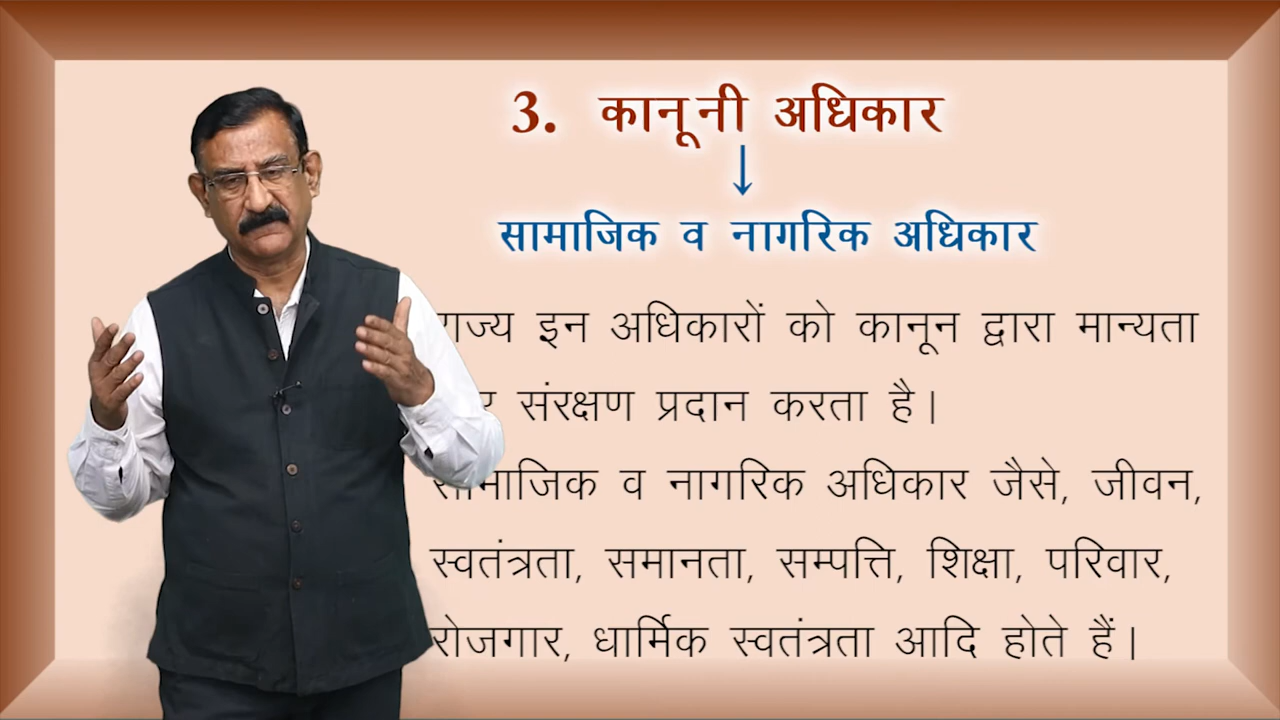 3. कानूनी अधिकार
↓
सामाजिक व नागरिक अधिकार
इन अधिकारों को कानून द्वारा मान्यता
संरक्षण प्रदान करता है।
सामाजिक व नागरिक अधिकार जैसे, जीवन,
स्वतंत्रता, समानता, सम्पत्ति, शिक्षा, परिवार,
रोजगार, धार्मिक स्वतंत्रता आदि होते हैं।